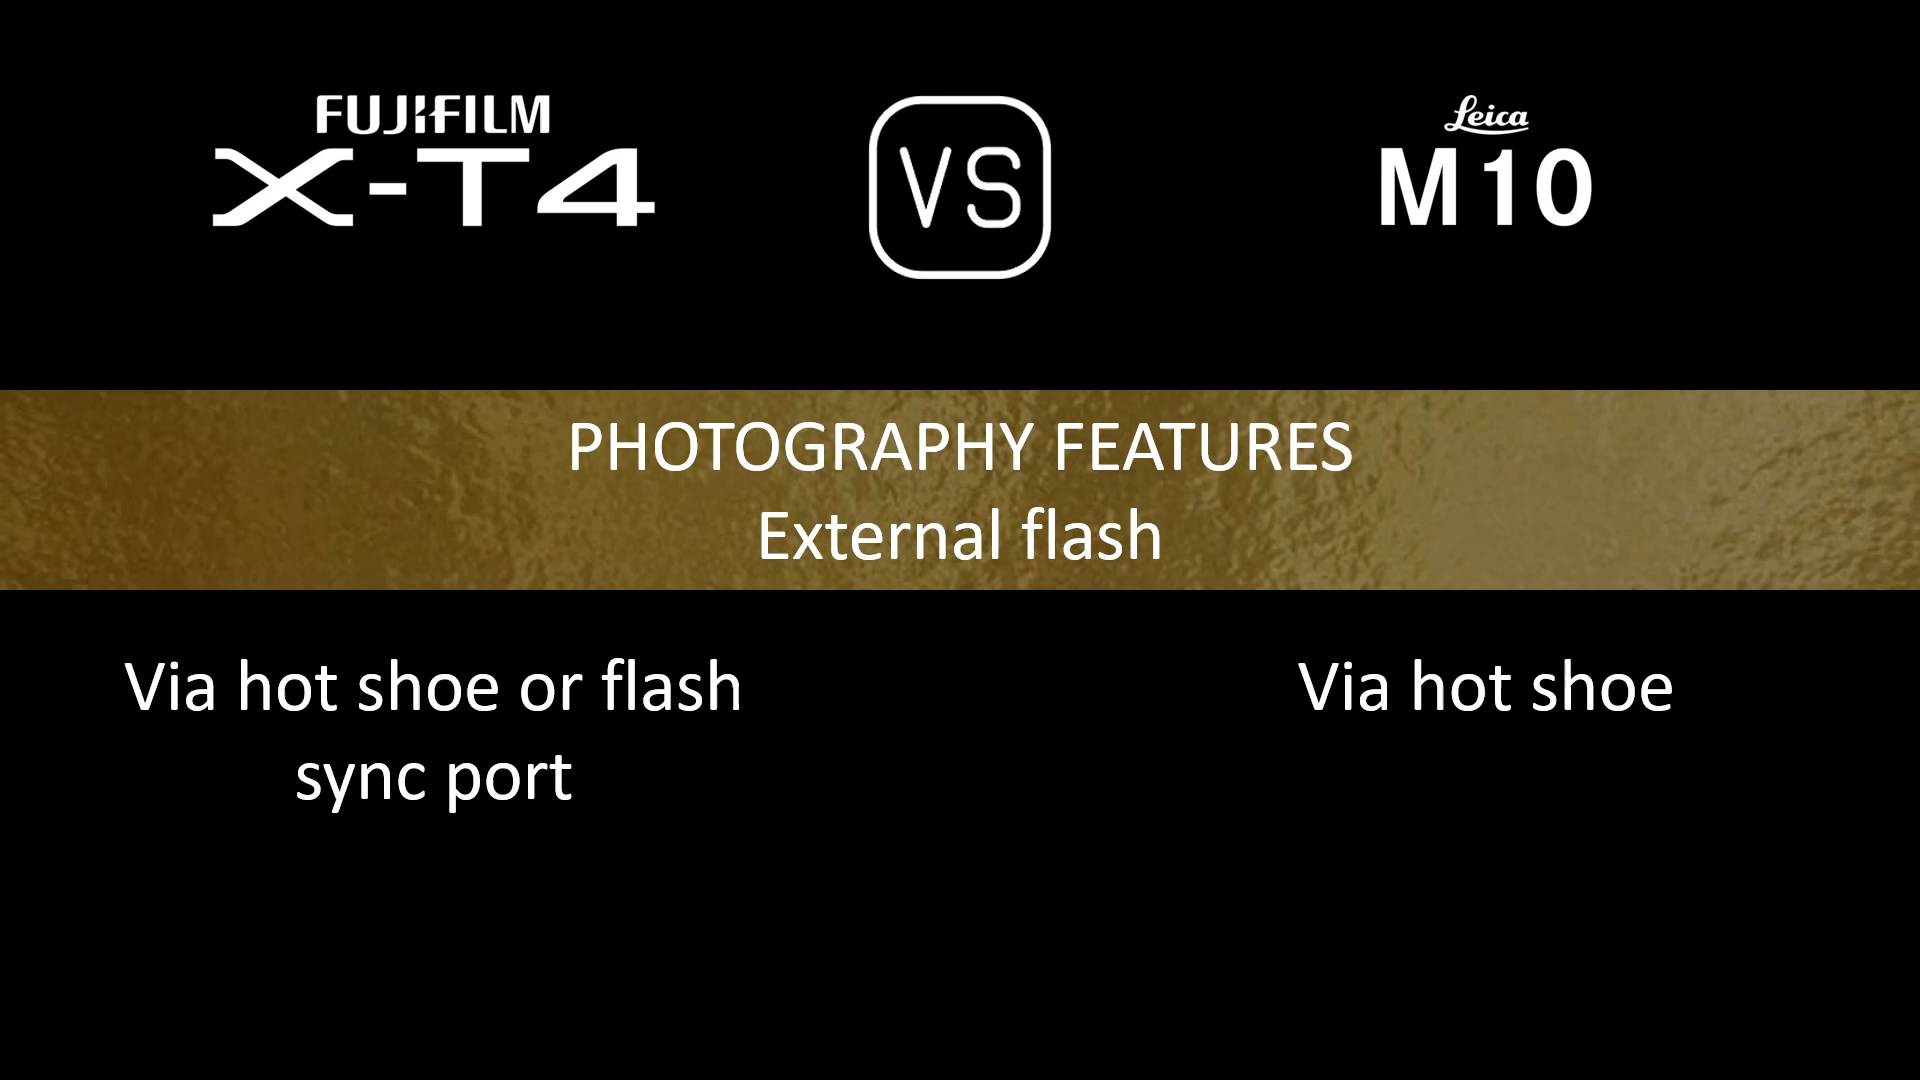 FUJIFILM
X-T4
VS
Leica
M10
PHOTOGRAPHY FEATURES
External flash
Via hot shoe or flash
sync port
Via hot shoe